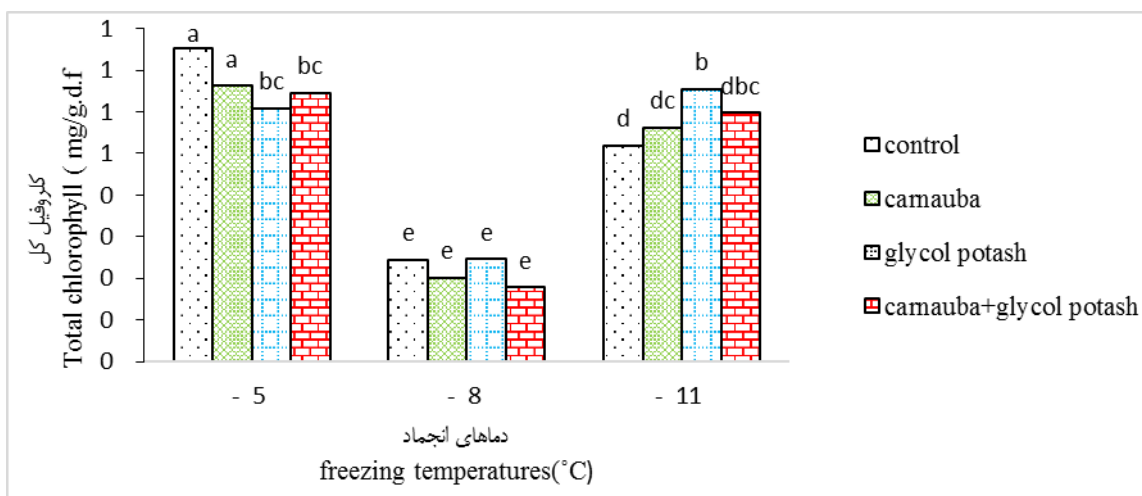 1
1
1
1
0
0
0
0
0
کلروفیل کل
Total chlorophyll ( mg/g.d.f
a
a
bc
bc
e
e
e
e
d
dc
b
dbc
- 5
- 8
- 11
دماهای انجماد
freezing temperatures(˚C)
control
carnauba
glycol potash
carnauba+glycol potash